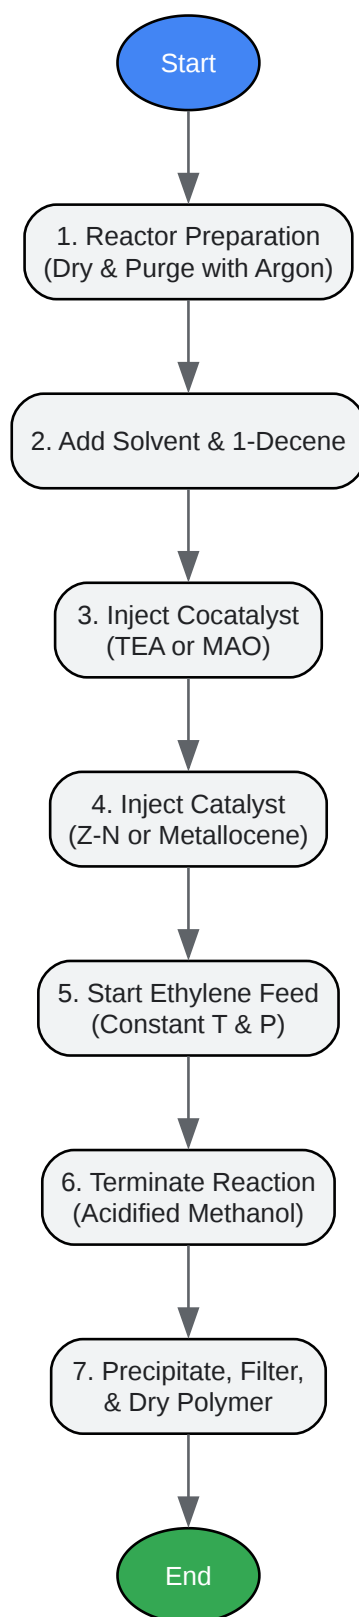 Start
1. Reactor Preparation
(Dry & Purge with Argon)
2. Add Solvent & 1-Decene
3. Inject Cocatalyst
(TEA or MAO)
4. Inject Catalyst
(Z-N or Metallocene)
5. Start Ethylene Feed
(Constant T & P)
6. Terminate Reaction
(Acidified Methanol)
7. Precipitate, Filter,
& Dry Polymer
End